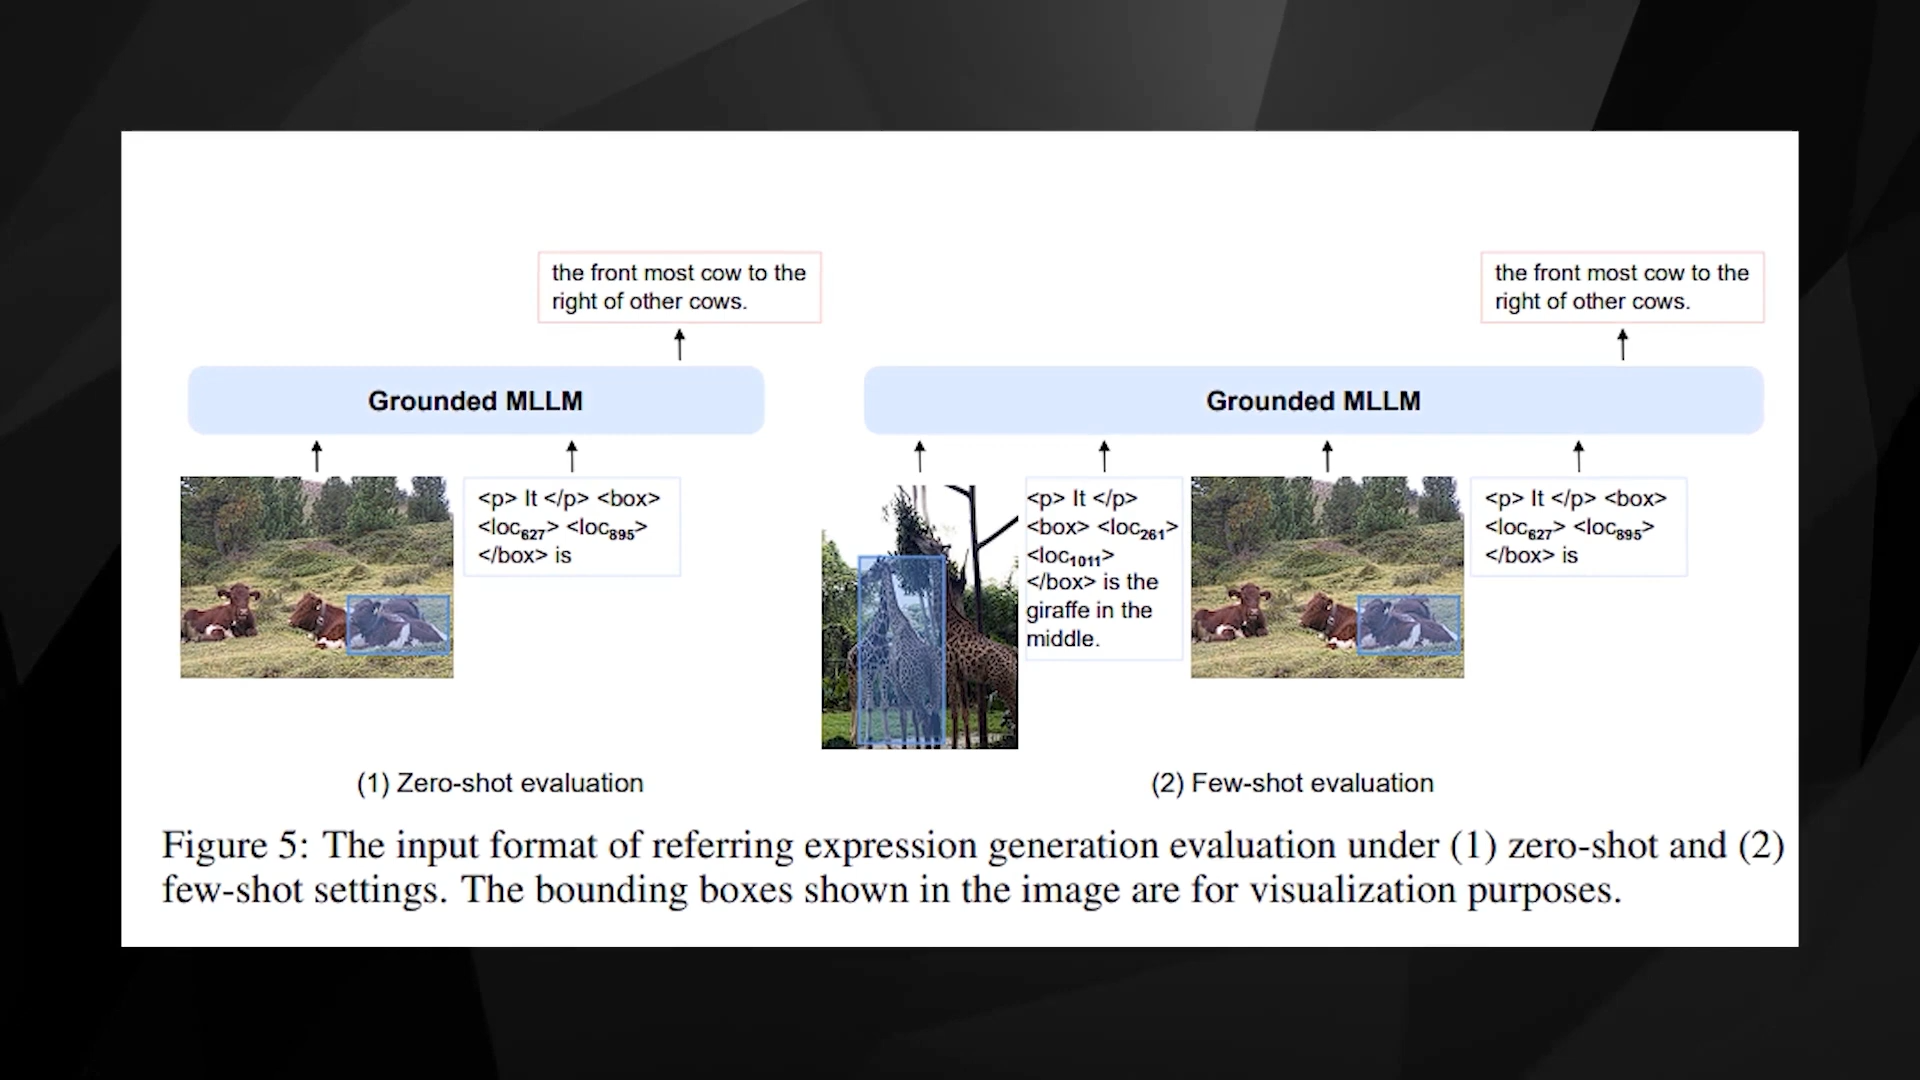 the front most cow to the
right of other cows.
Grounded MLLM
<p> It </p> <box>
<loc627> <loc895>
</box> is
(1) Zero-shot evaluation
the front most cow to the
right of other cows.
Grounded MLLM
<p> It </p>
<box> <loc261>
<loc1011>
</box> is the
giraffe in the
middle.
<p> It </p> <box>
<loc627> <loc895>
</box> is
(2) Few-shot evaluation
Figure 5: The input format of referring expression generation evaluation under (1) zero-shot and (2)
few-shot settings. The bounding boxes shown in the image are for visualization purposes.